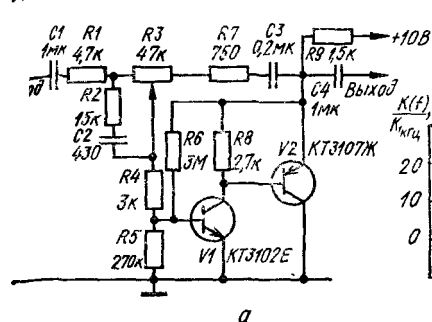 C1
1мк
R1
4,7к
R3
47к
R7
750
C3
0,2мк
R9 1,5к
+10В
C4
1мк
Выход
од
R2
15к
C2
430
R6
3М
R8
2,7к
V2
КТ3107Ж
R4
3к
R5
270к
V1
КТ3102Е
K(f),
Kкгц
20
10
0
а